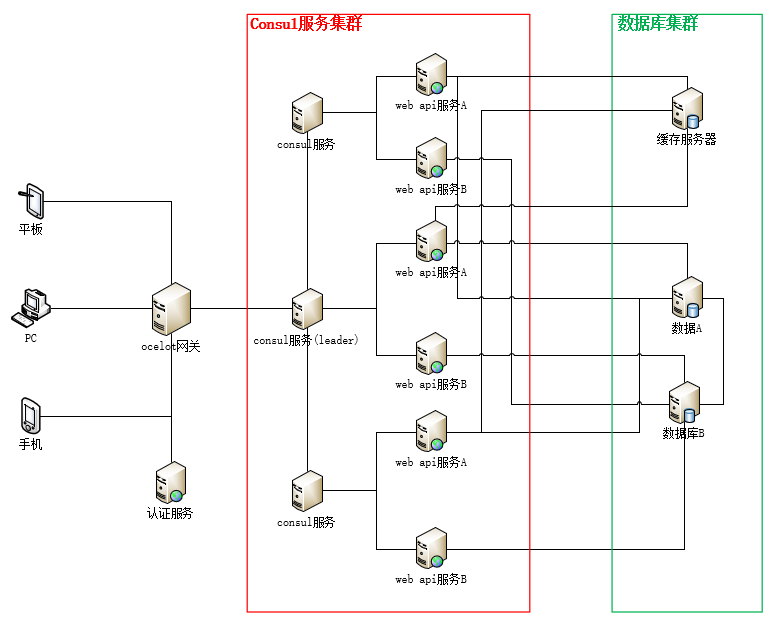 Consul服务集群
数据库集群
web api服务A
consul服务
缓存服务器
web api服务B
平板
web api服务A
数据A
PC
ocelot网关
consul服务(leader)
web api服务B
手机
数据库B
web api服务A
认证服务
consul服务
web api服务B